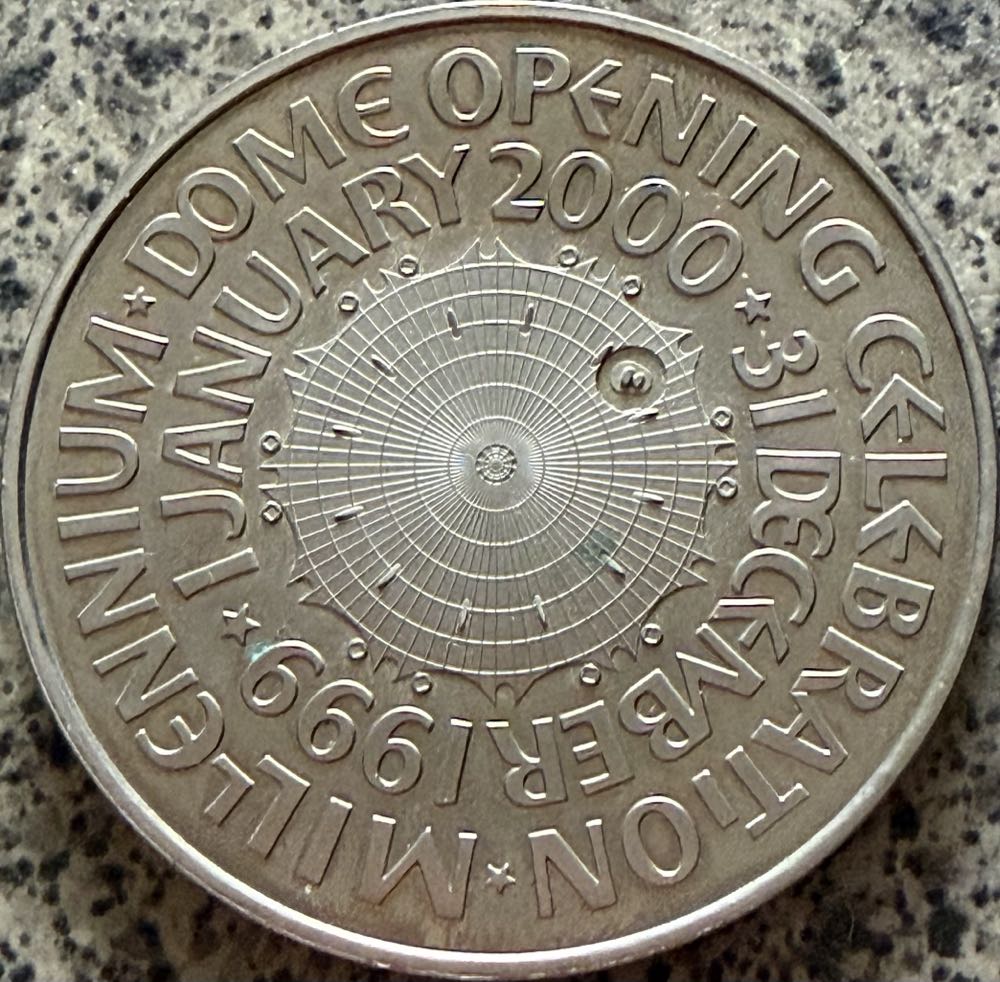 MILLENNIUM * DOME OPENING CELEBRATION *
31 DECEMBER 1999 * 1 JANUARY 2000 *